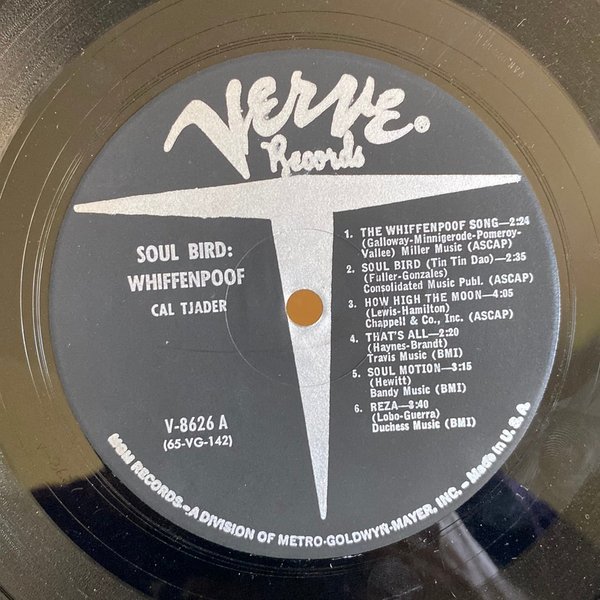 Verve.
Records
SOUL BIRD:
WHIFFENPOOF
CAL TJADER
V-8626 A
(65-VG-142)
1. THE WHIFFENPOOF SONG—2:24
(Galloway-Minnigerode-Pomeroy-
Vallee) Miller Music (ASCAP)
2. SOUL BIRD (Tin Tin Dao)—2:35
(Fuller-Gonzales)
Consolidated Music Publ. (ASCAP)
3. HOW HIGH THE MOON—4:05
(Lewis-Hamilton)
Chappell & Co., Inc. (ASCAP)
4. THAT'S ALL—2:20
(Haynes-Brandt)
Travis Music (BMI)
5. SOUL MOTION—3:15
(Hewitt)
Bandy Music (BMI)
6. REZA—3:40
(Lobo-Guerra)
Duchess Music (BMI)
MGM RECORDS—A DIVISION OF METRO-GOLDWYN-MAYER, INC.—Made in U.S.A.